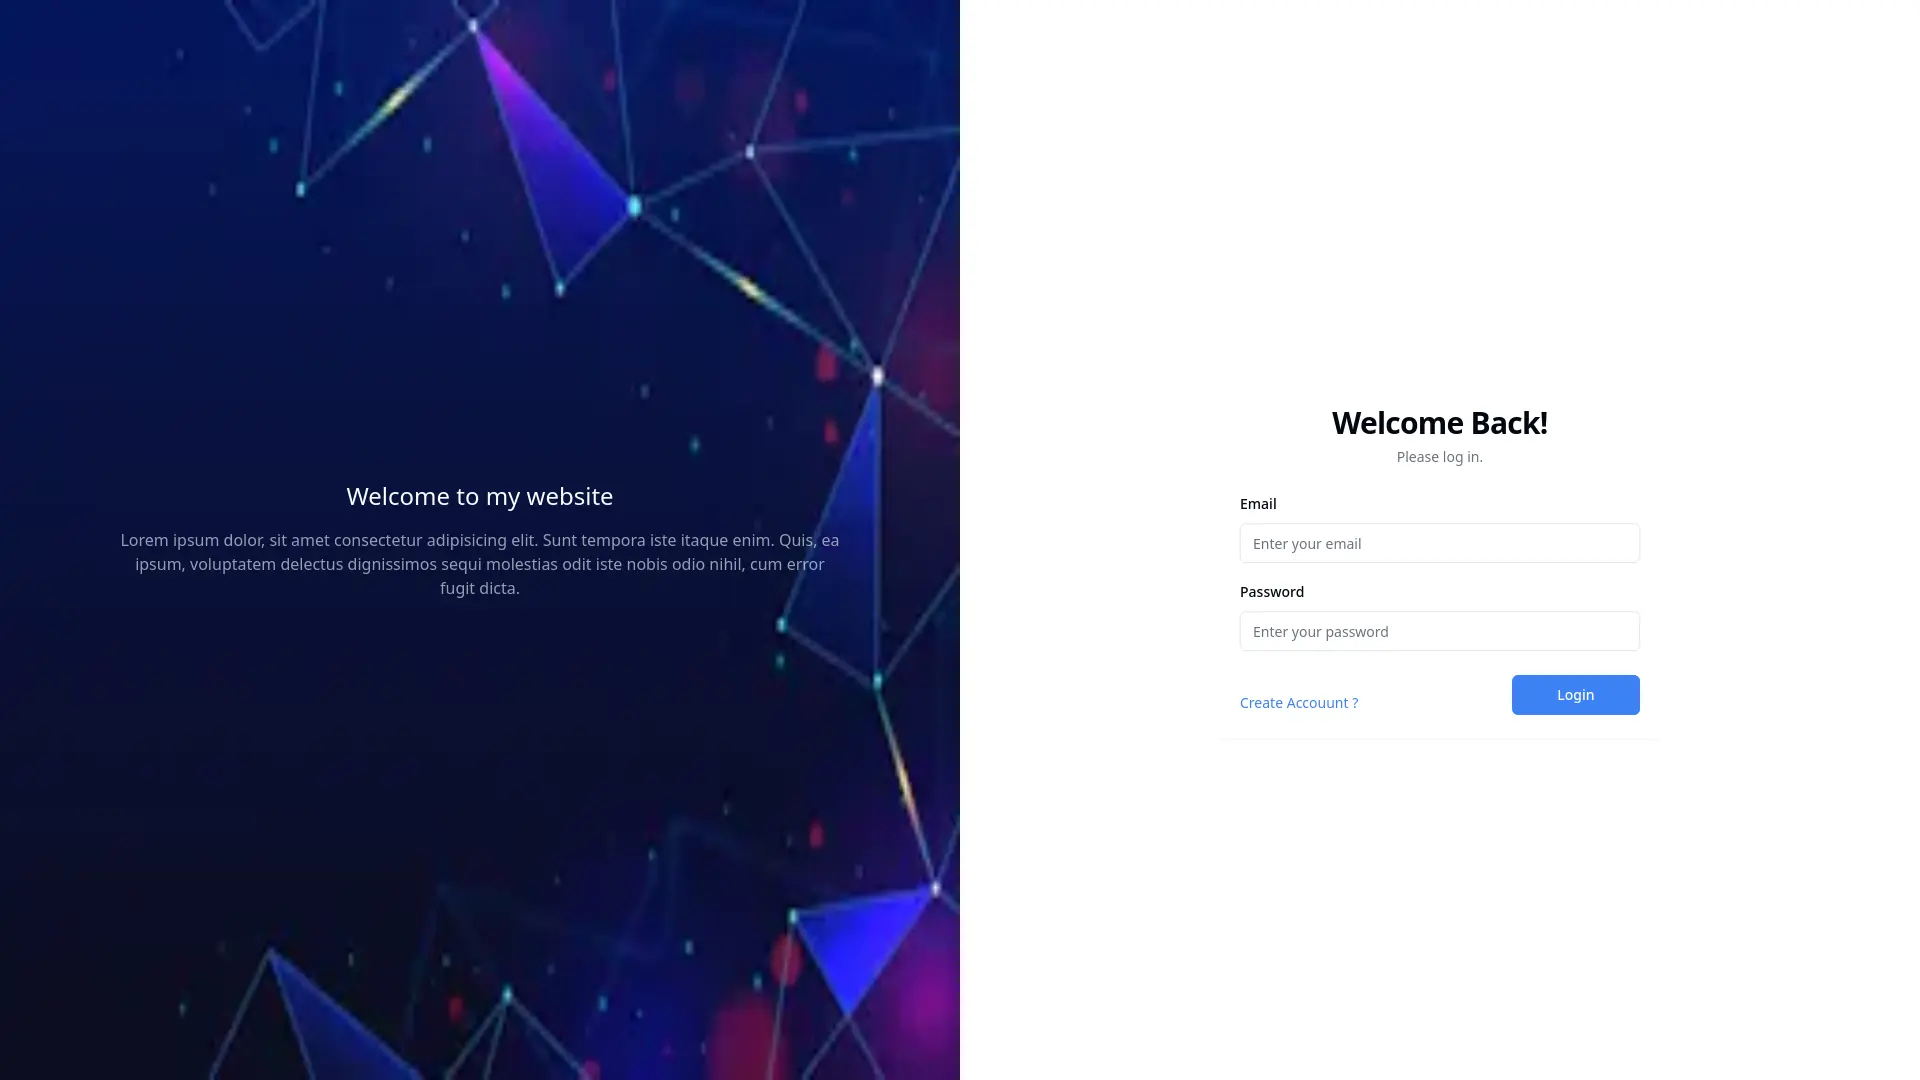 Welcome to my website
Lorem ipsum dolor, sit amet consectetur adipisicing elit. Sunt tempora iste itaque enim. Quis, ea
ipsum, voluptatem delectus dignissimos sequi molestias odit iste nobis odio nihil, cum error
fugit dicta.
Welcome Back!
Please log in.
Email
Enter your email
Password
Enter your password
Create Accouunt ?
Login